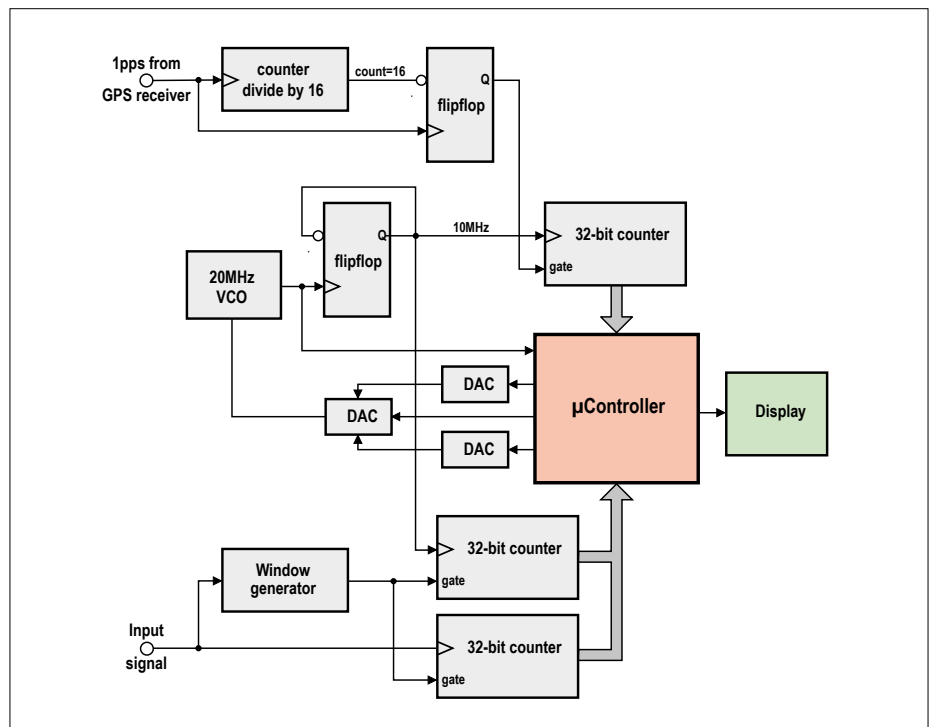 1pps from
GPS receiver
counter
divide by 16
count=16
Q
flipflop
Q
flipflop
10MHz
32-bit counter
gate
20MHz
VCO
DAC
DAC
DAC
µController
Display
32-bit counter
gate
Window
generator
Input
signal
32-bit counter
gate